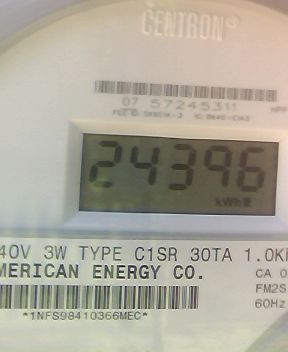 CENTRON®
07 57245311
24396
kWh
40V 3W TYPE C1SR 30TA 1.0K
MERICAN ENERGY CO.
CA 0
FM2S
60Hz
*1NFS98410366MEC*